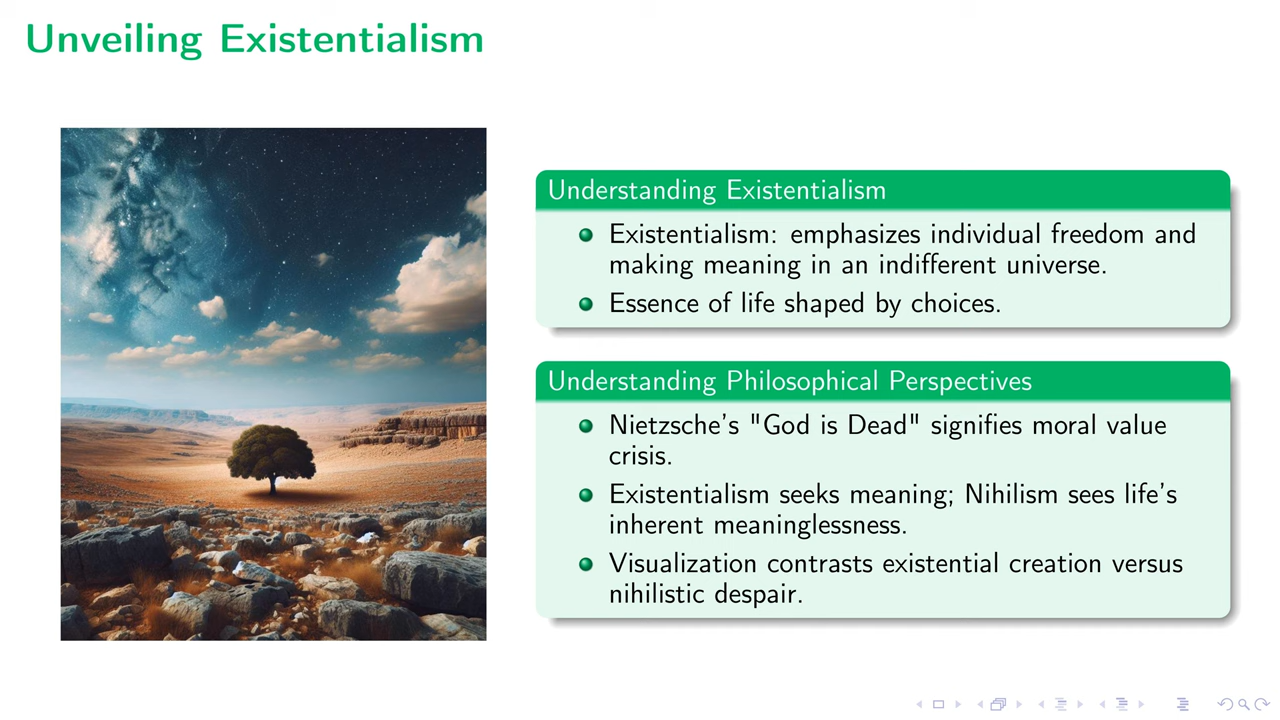 Unveiling Existentialism
Understanding Existentialism
Existentialism: emphasizes individual freedom and
making meaning in an indifferent universe.
Essence of life shaped by choices.
Understanding Philosophical Perspectives
Nietzsche's "God is Dead" signifies moral value
crisis.
Existentialism seeks meaning; Nihilism sees life's
inherent meaninglessness.
Visualization contrasts existential creation versus
nihilistic despair.